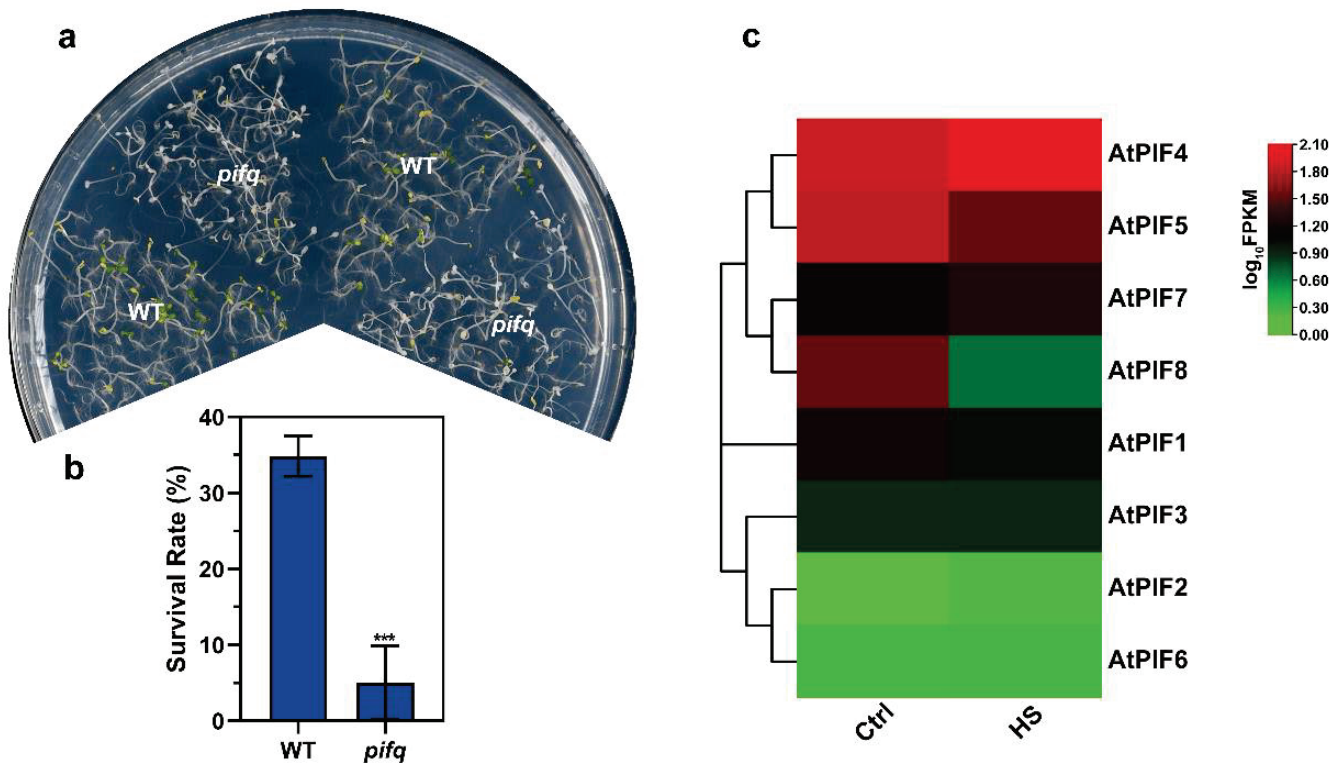 a
pifq
WT
WT
pifq
b
Survival Rate (%)
40
30
20
10
0
***
WT
pifq
c
AtPIF4
AtPIF5
AtPIF7
AtPIF8
AtPIF1
AtPIF3
AtPIF2
AtPIF6
Ctrl
HS
log₁₀FPKM
2.10
1.80
1.50
1.20
0.90
0.60
0.30
0.00